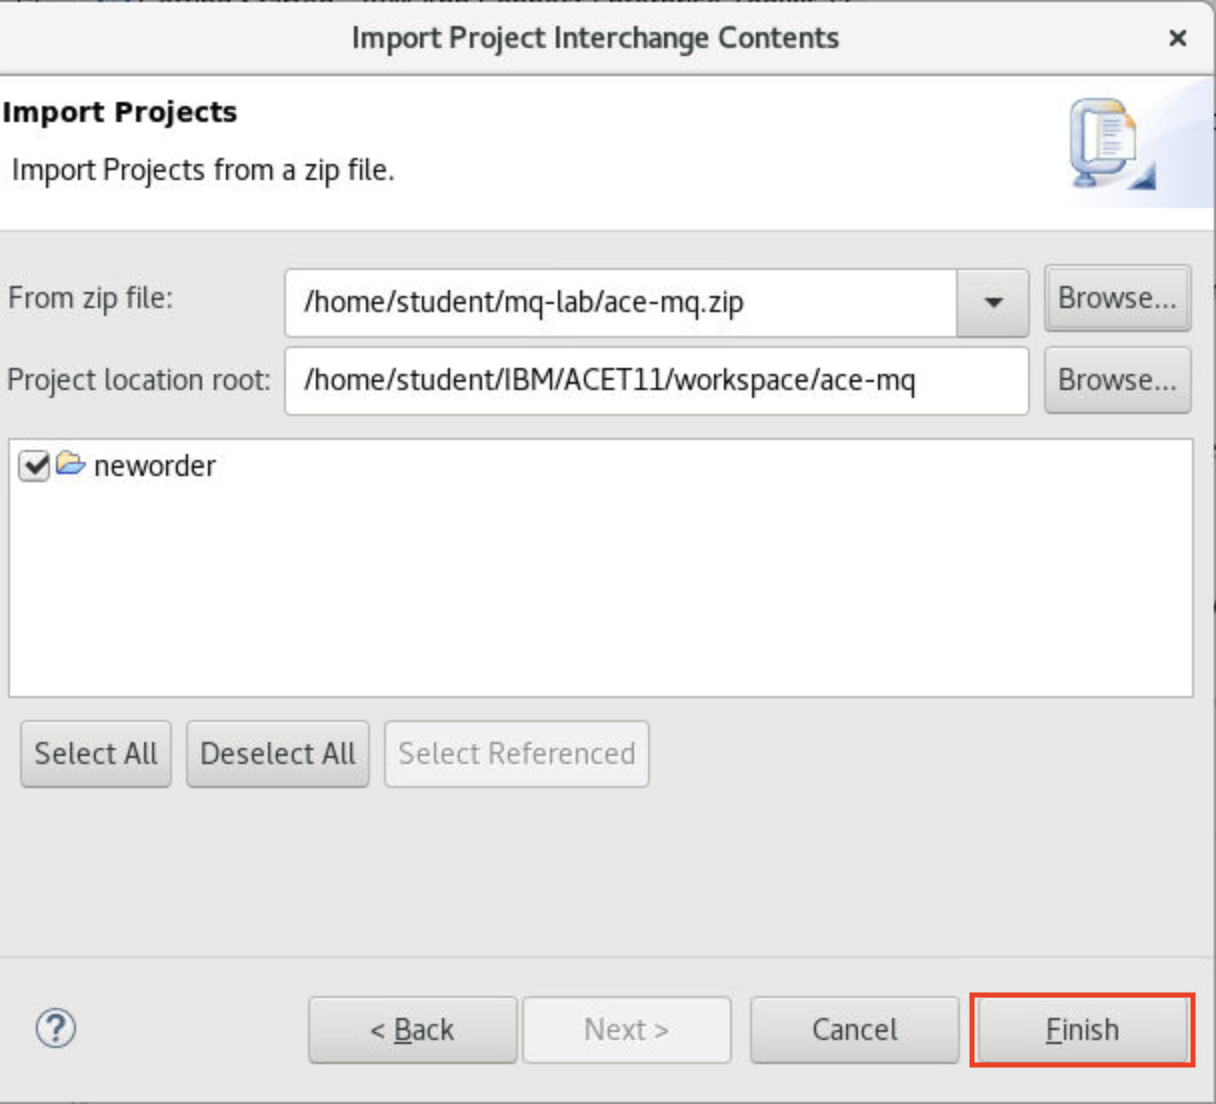 Import Project Interchange Contents
Import Projects
Import Projects from a zip file.
From zip file: /home/student/mq-lab/ace-mq.zip Browse...
Project location root: /home/student/IBM/ACET11/workspace/ace-mq Browse...
neworder
Select All Deselect All Select Referenced
? < Back Next > Cancel Finish